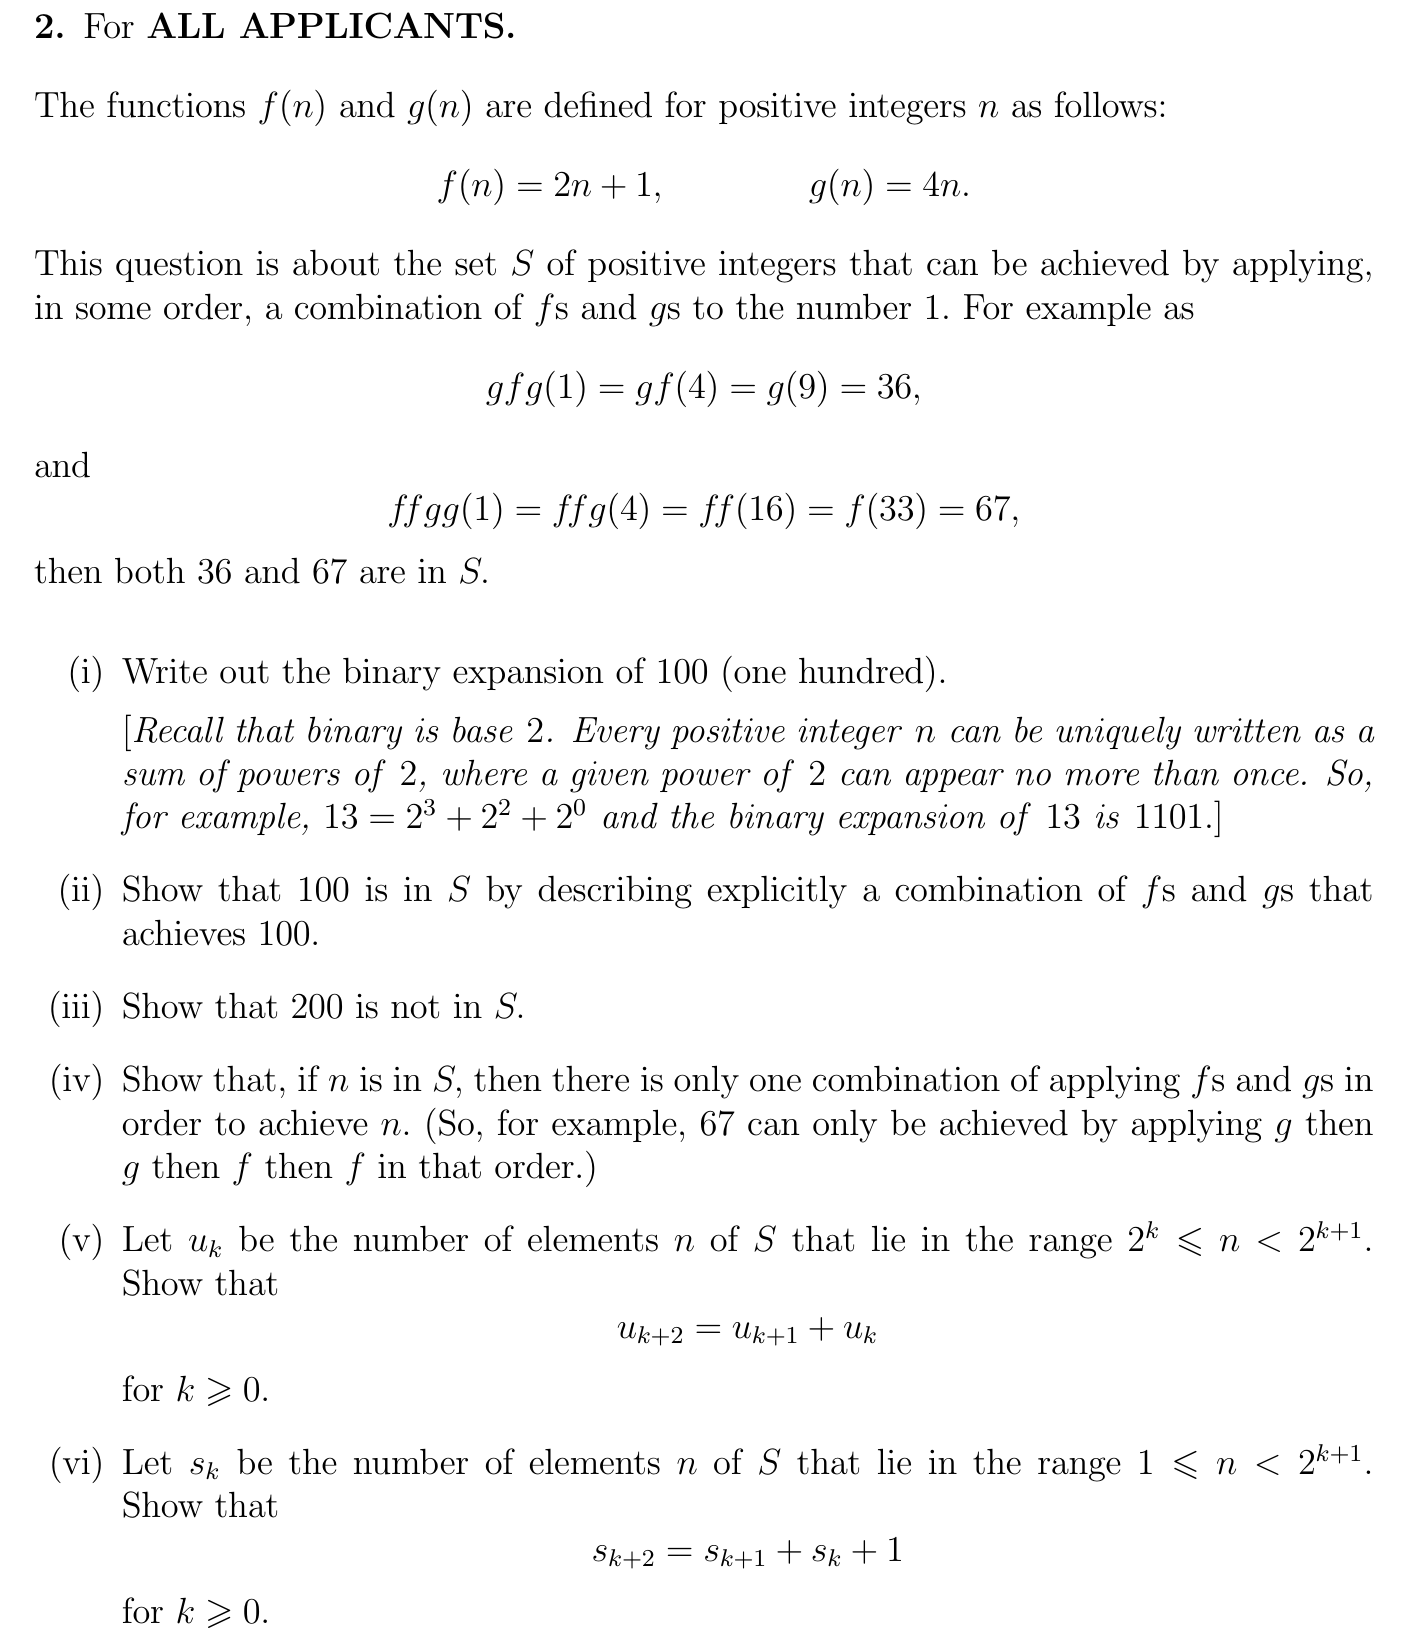 2. For ALL APPLICANTS.
The functions f(n) and g(n) are defined for positive integers n as follows:
f(n) = 2n + 1, g(n) = 4n.
This question is about the set S of positive integers that can be achieved by applying,
in some order, a combination of fs and gs to the number 1. For example as
gfg(1) = gf(4) = g(9) = 36,
and
ffgg(1) = ffg(4) = ff(16) = f(33) = 67,
then both 36 and 67 are in S.
(i) Write out the binary expansion of 100 (one hundred).
[Recall that binary is base 2. Every positive integer n can be uniquely written as a
sum of powers of 2, where a given power of 2 can appear no more than once. So,
for example, 13 = 2³ + 2² + 2⁰ and the binary expansion of 13 is 1101.]
(ii) Show that 100 is in S by describing explicitly a combination of fs and gs that
achieves 100.
(iii) Show that 200 is not in S.
(iv) Show that, if n is in S, then there is only one combination of applying fs and gs in
order to achieve n. (So, for example, 67 can only be achieved by applying g then
g then f then f in that order.)
(v) Let u_k be the number of elements n of S that lie in the range 2^k ⩽ n < 2^{k+1}.
Show that
u_{k+2} = u_{k+1} + u_k
for k ⩾ 0.
(vi) Let s_k be the number of elements n of S that lie in the range 1 ⩽ n < 2^{k+1}.
Show that
s_{k+2} = s_{k+1} + s_k + 1
for k ⩾ 0.